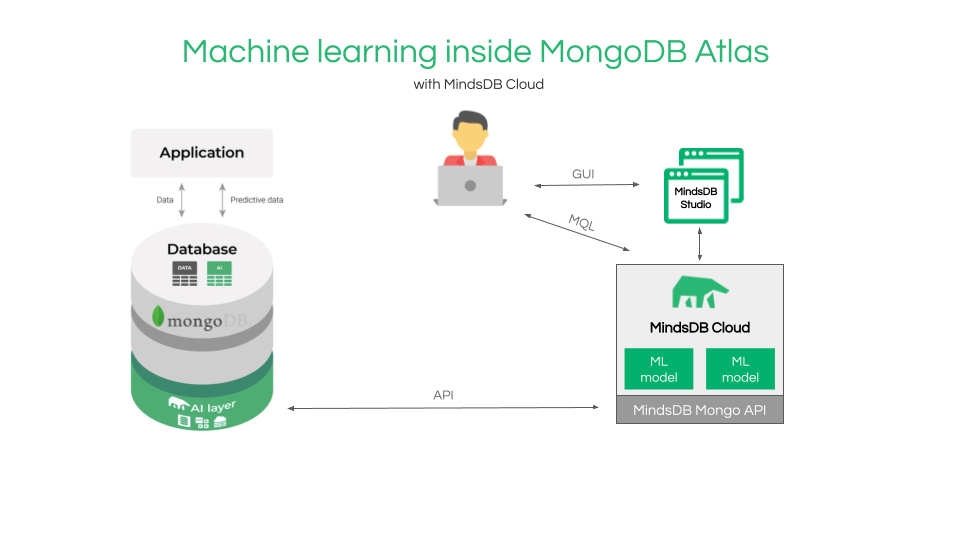 Machine learning inside MongoDB Atlas
with MindsDB Cloud
Application
Data
Predictive data
Database
DATA
AI
mongoDB
AI layer
GUI
MQL
API
MindsDB
Studio
MindsDB Cloud
ML
model
ML
model
MindsDB Mongo API